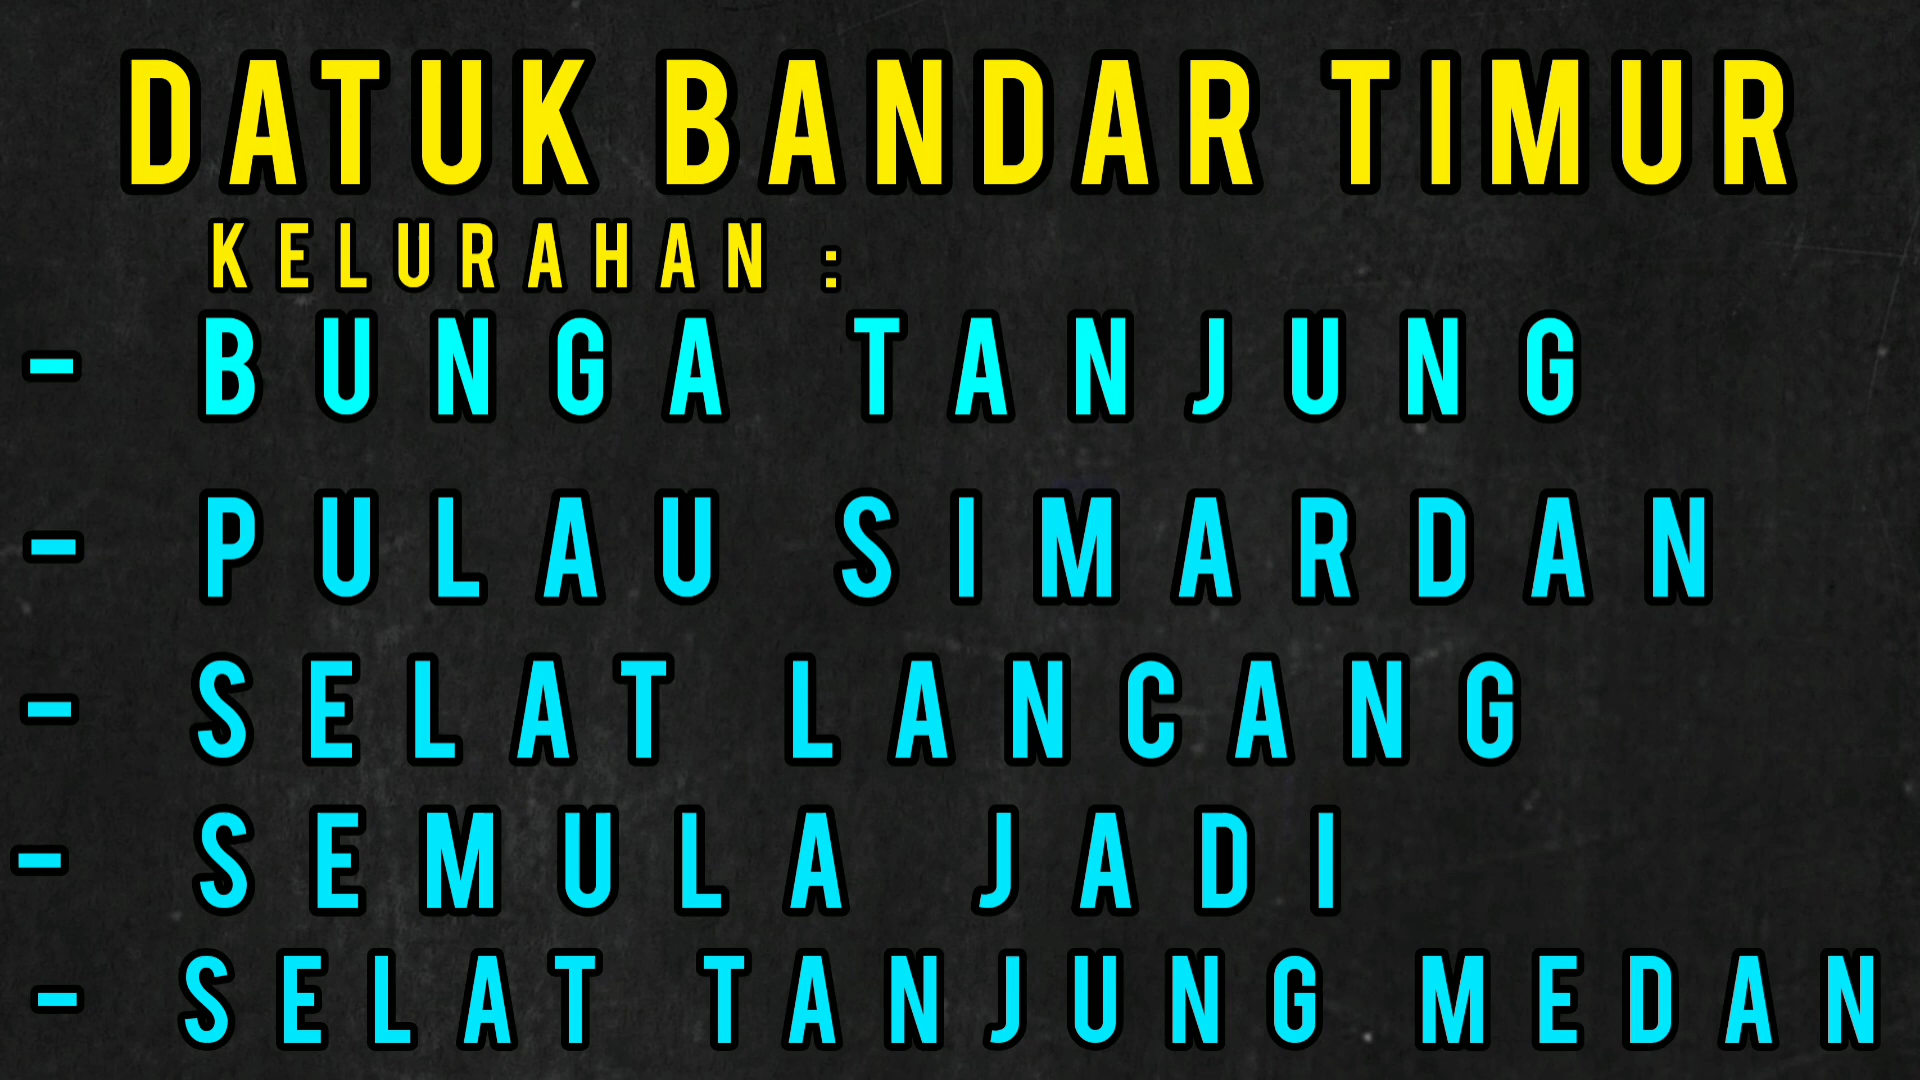 DATUK BANDAR TIMUR
KELURAHAN :
- BUNGA TANJUNG
- PULAU SIMARDAN
- SELAT LANCANG
- SEMULA JADI
- SELAT TANJUNG MEDAN